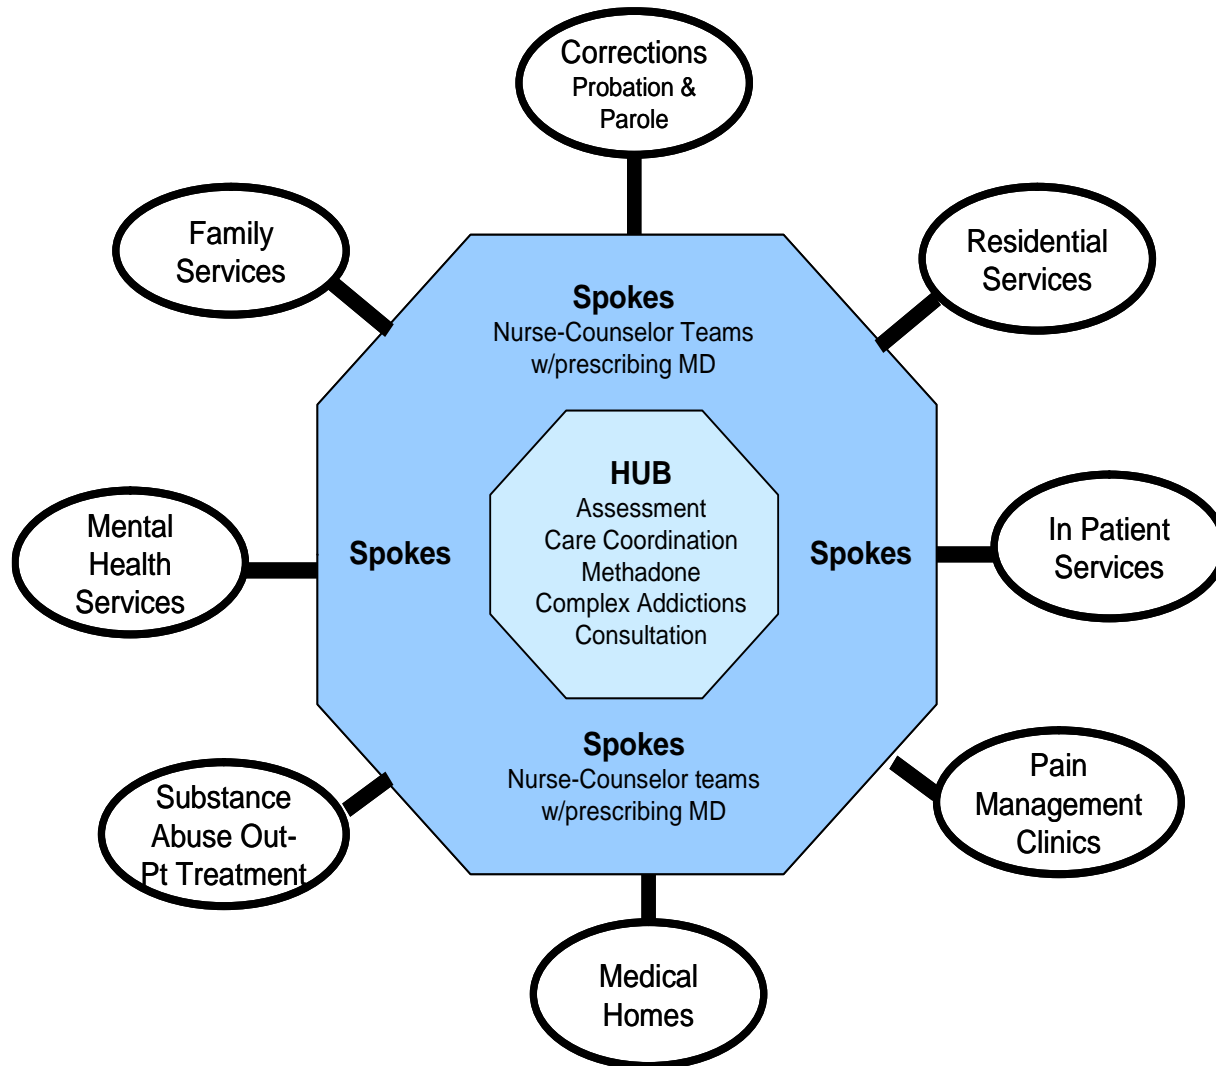 Corrections
Probation &
Parole
Family
Services
Residential
Services
Spokes
Nurse-Counselor Teams
w/prescribing MD
HUB
Assessment
Care Coordination
Methadone
Complex Addictions
Consultation
Mental
Health
Services
Spokes
Spokes
In Patient
Services
Spokes
Nurse-Counselor teams
w/prescribing MD
Substance
Abuse Out-
Pt Treatment
Pain
Management
Clinics
Medical
Homes